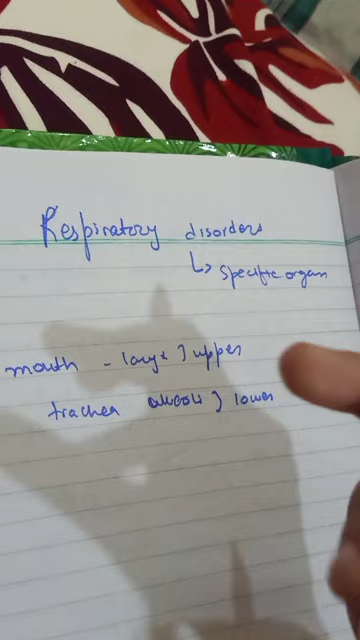 Respiratory disorders
↳ Specific organ
mouth - larynx } upper
trachea alveoli } lower